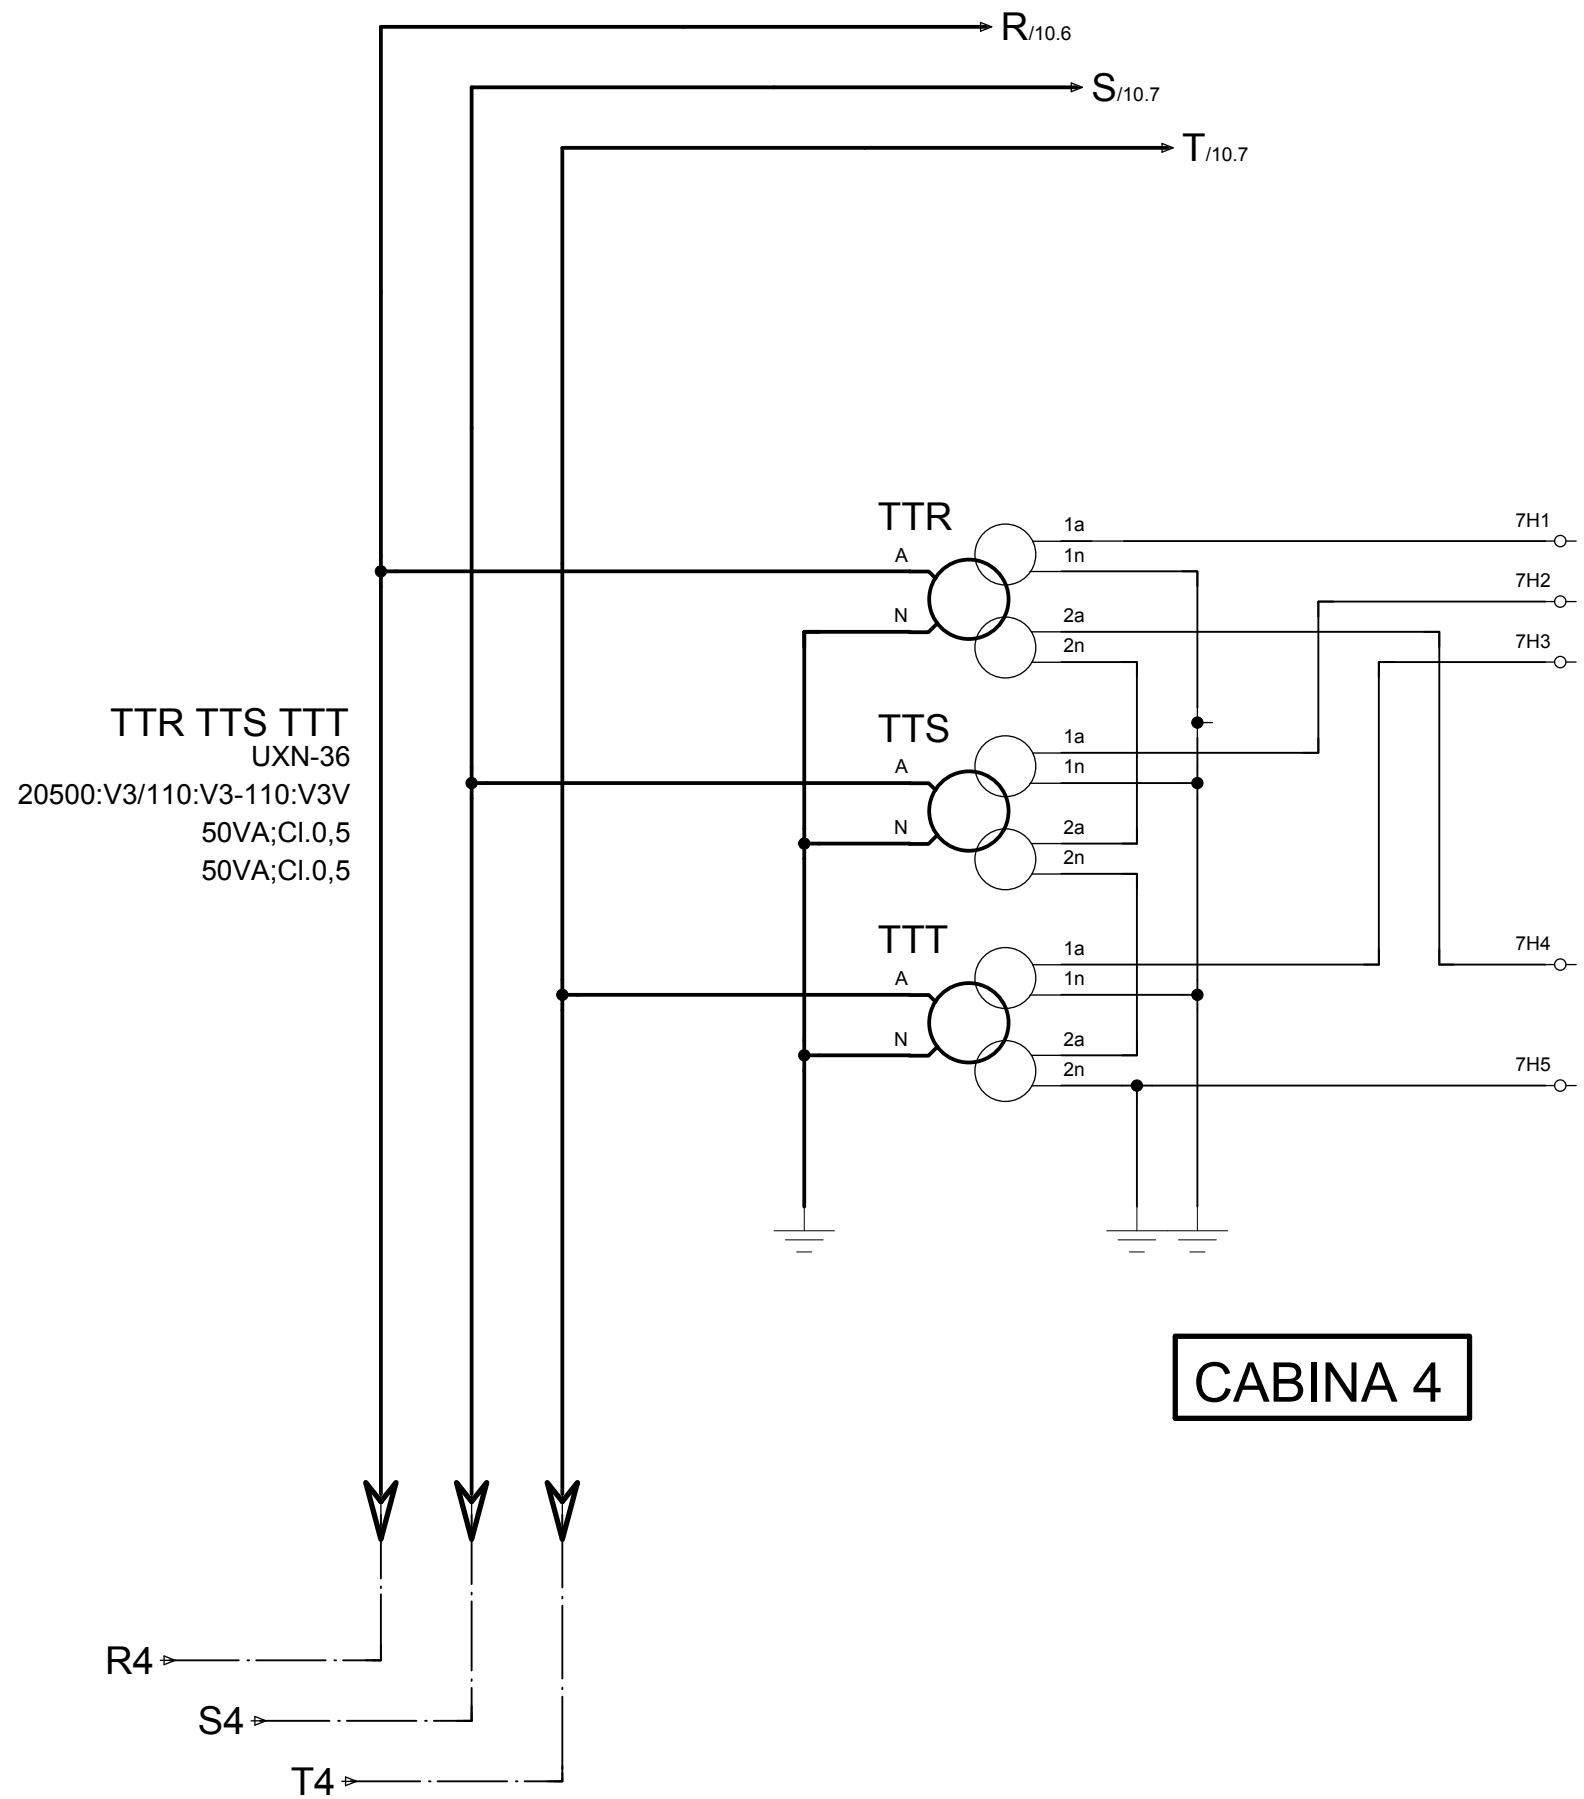 R/10.6
S/10.7
T/10.7
TTR
1a
7H1
A
1n
7H2
N
2a
2n
7H3
TTR TTS TTT
UXN-36
20500:V3/110:V3-110:V3V
50VA;Cl.0,5
50VA;Cl.0,5
TTS
1a
A
1n
N
2a
2n
TTT
1a
7H4
A
1n
N
2a
2n
7H5
CABINA 4
R4
S4
T4